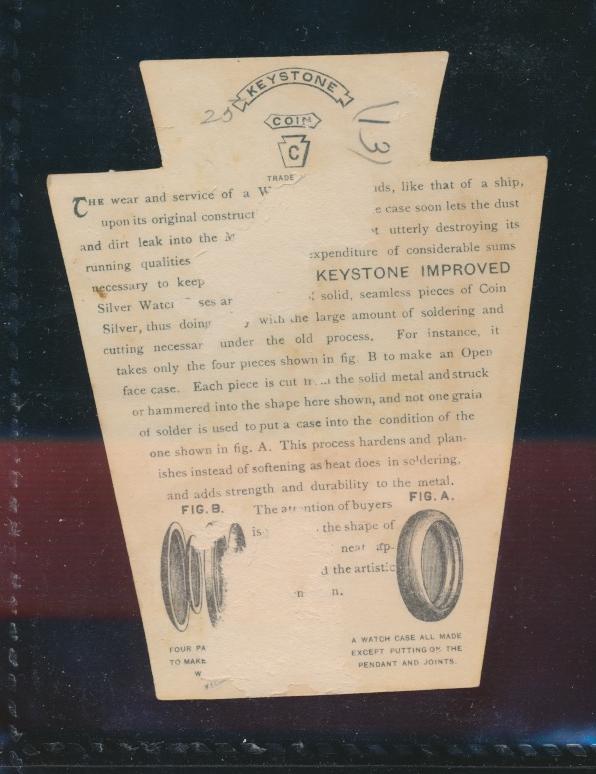 KEYSTONE
25
COIN
(13)
C
TRADE
THE wear and service of a ds, like that of a ship,
upon its original construct e case soon lets the dust
and dirt leak into the utterly destroying its
running qualities expenditure of considerable sums
necessary to keep KEYSTONE IMPROVED
Silver Watc ses ar solid, seamless pieces of Coin
Silver, thus doing with the large amount of soldering and
cutting necessar under the old process. For instance, it
takes only the four pieces shown in fig. B to make an Open
face case. Each piece is cut the solid metal and struck
or hammered into the shape here shown, and not one grain
of solder is used to put a case into the condition of the
one shown in fig. A. This process hardens and plan-
ishes instead of softening as heat does in soldering,
and adds strength and durability to the metal.
FIG. B. The attention of buyers FIG. A.
is the shape of
near ap-
the artistic
n.
FOUR PA
TO MAKE
W
A WATCH CASE ALL MADE
EXCEPT PUTTING ON THE
PENDANT AND JOINTS.